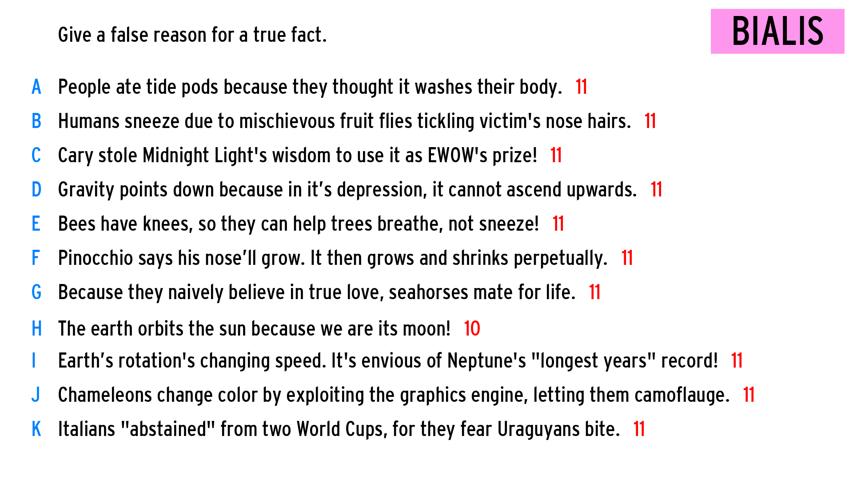 Give a false reason for a true fact.
BIALIS
A People ate tide pods because they thought it washes their body. 11
B Humans sneeze due to mischievous fruit flies tickling victim's nose hairs. 11
C Cary stole Midnight Light's wisdom to use it as EWOW's prize! 11
D Gravity points down because in it’s depression, it cannot ascend upwards. 11
E Bees have knees, so they can help trees breathe, not sneeze! 11
F Pinocchio says his nose’ll grow. It then grows and shrinks perpetually. 11
G Because they naively believe in true love, seahorses mate for life. 11
H The earth orbits the sun because we are its moon! 10
I Earth’s rotation's changing speed. It's envious of Neptune's "longest years" record! 11
J Chameleons change color by exploiting the graphics engine, letting them camoflauge. 11
K Italians "abstained" from two World Cups, for they fear Uraguyans bite. 11